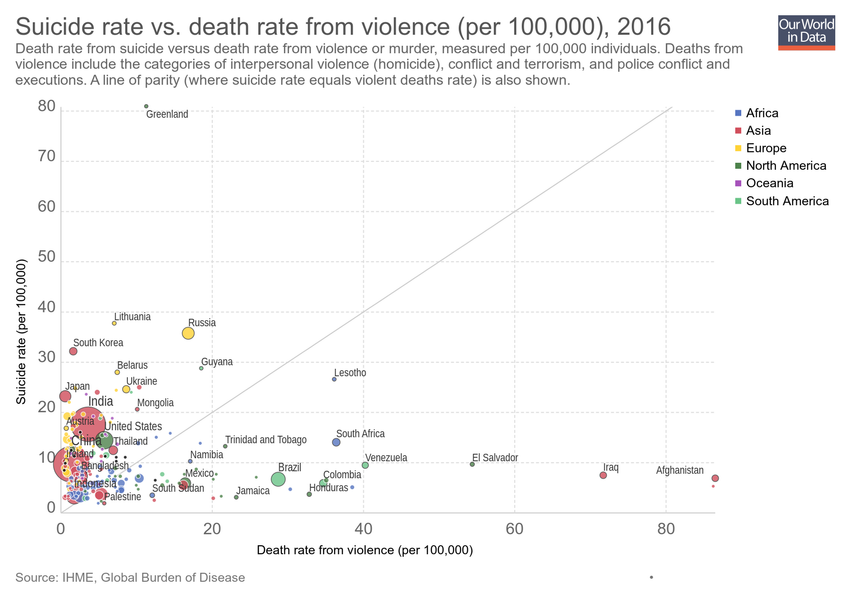 Suicide rate vs. death rate from violence (per 100,000), 2016
Our World
in Data
Death rate from suicide versus death rate from violence or murder, measured per 100,000 individuals. Deaths from
violence include the categories of interpersonal violence (homicide), conflict and terrorism, and police conflict and
executions. A line of parity (where suicide rate equals violent deaths rate) is also shown.
80
Greenland
Africa
Asia
Europe
North America
Oceania
South America
70
60
50
40
Lithuania
Russia
South Korea
30
Belarus
Guyana
Ukraine
Lesotho
Japan
Mongolia
India
20
Austria
United States
China
Thailand
Trinidad and Tobago
South Africa
10
Bangladesh
Namibia
Mexico
Brazil
Venezuela
Colombia
El Salvador
Iraq
Afghanistan
Indonesia
Palestine
South Sudan
Jamaica
Honduras
0
Suicide rate (per 100,000)
0
20
40
60
80
Death rate from violence (per 100,000)
Source: IHME, Global Burden of Disease